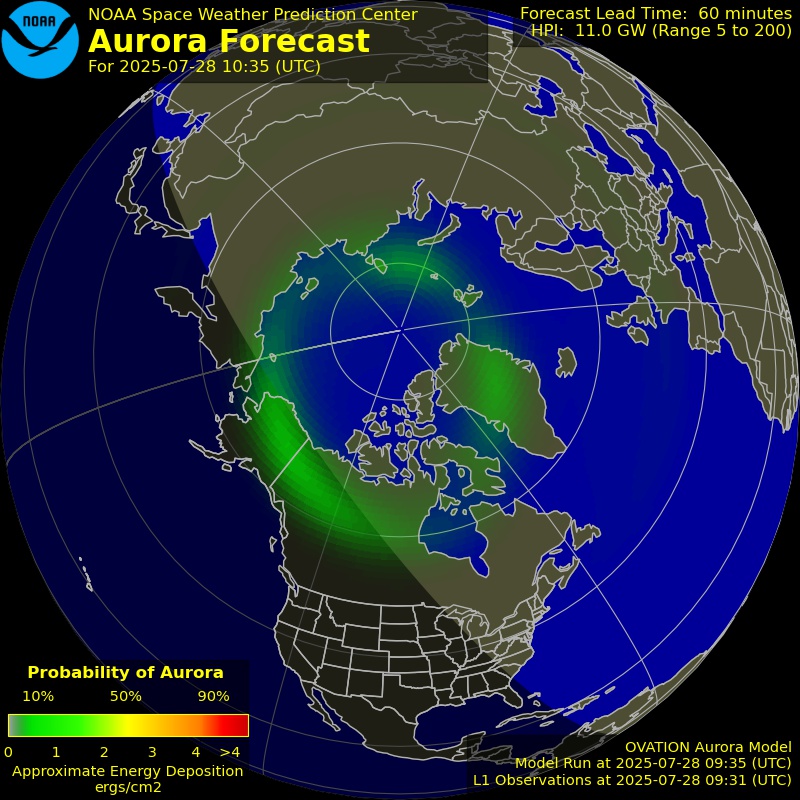 NOAA
NOAA Space Weather Prediction Center
Aurora Forecast
For 2025-07-28 10:35 (UTC)
Forecast Lead Time:  60 minutes
HPI:  11.0 GW (Range 5 to 200)
Probability of Aurora
10% 50% 90%
0 1 2 3 4 >4
Approximate Energy Deposition
ergs/cm2
OVATION Aurora Model
Model Run at 2025-07-28 09:35 (UTC)
L1 Observations at 2025-07-28 09:31 (UTC)